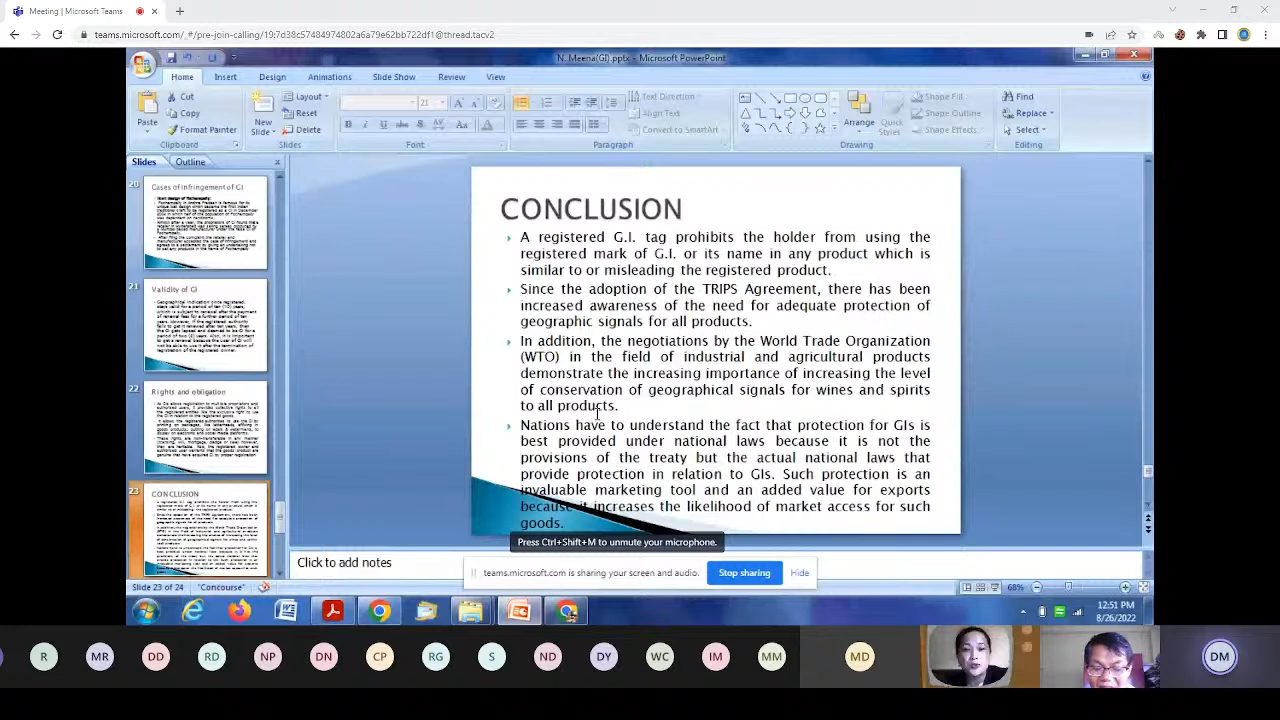 Meeting | Microsoft Teams
teams.microsoft.com/_#/pre-join-calling/19:7d38c57484974802a6a79e62bb722df1@thread.tacv2
N. Meena(GI).pptx - Microsoft PowerPoint
Home Insert Design Animations Slide Show Review View
Paste
Cut
Copy
Format Painter
Clipboard
New Slide
Layout
Reset
Delete
Slides
21
Font
Text Direction
Align Text
Convert to SmartArt
Paragraph
Arrange
Quick Styles
Shape Fill
Shape Outline
Shape Effects
Drawing
Find
Replace
Select
Editing
Slides Outline
20
Cases of infringement of GI
21
Validity of GI
22
Rights and obligation
23
CONCLUSION
CONCLUSION
A registered G.I. tag prohibits the holder from using the
registered mark of G.I. or its name in any product which is
similar to or misleading the registered product.
Since the adoption of the TRIPS Agreement, there has been
increased awareness of the need for adequate protection of
geographic signals for all products.
In addition, the negotiations by the World Trade Organization
(WTO) in the field of industrial and agricultural products
demonstrate the increasing importance of increasing the level
of conservation of geographical signals for wines and spirits
to all products.
Nations have to understand the fact that protection to GIS is
best provided under national laws because it is not the
provisions of the treaty but the actual national laws that
provide protection in relation to GIs. Such protection is an
invaluable marketing tool and an added value for exports
because it increases the likelihood of market access for such
goods.
Press Ctrl+Shift+M to unmute your microphone.
Click to add notes
teams.microsoft.com is sharing your screen and audio.
Stop sharing
Hide
Slide 23 of 24
"Concourse"
68%
12:51 PM
8/26/2022
R MR DD RD NP DN CP RG S ND DY WC IM MM MD DM